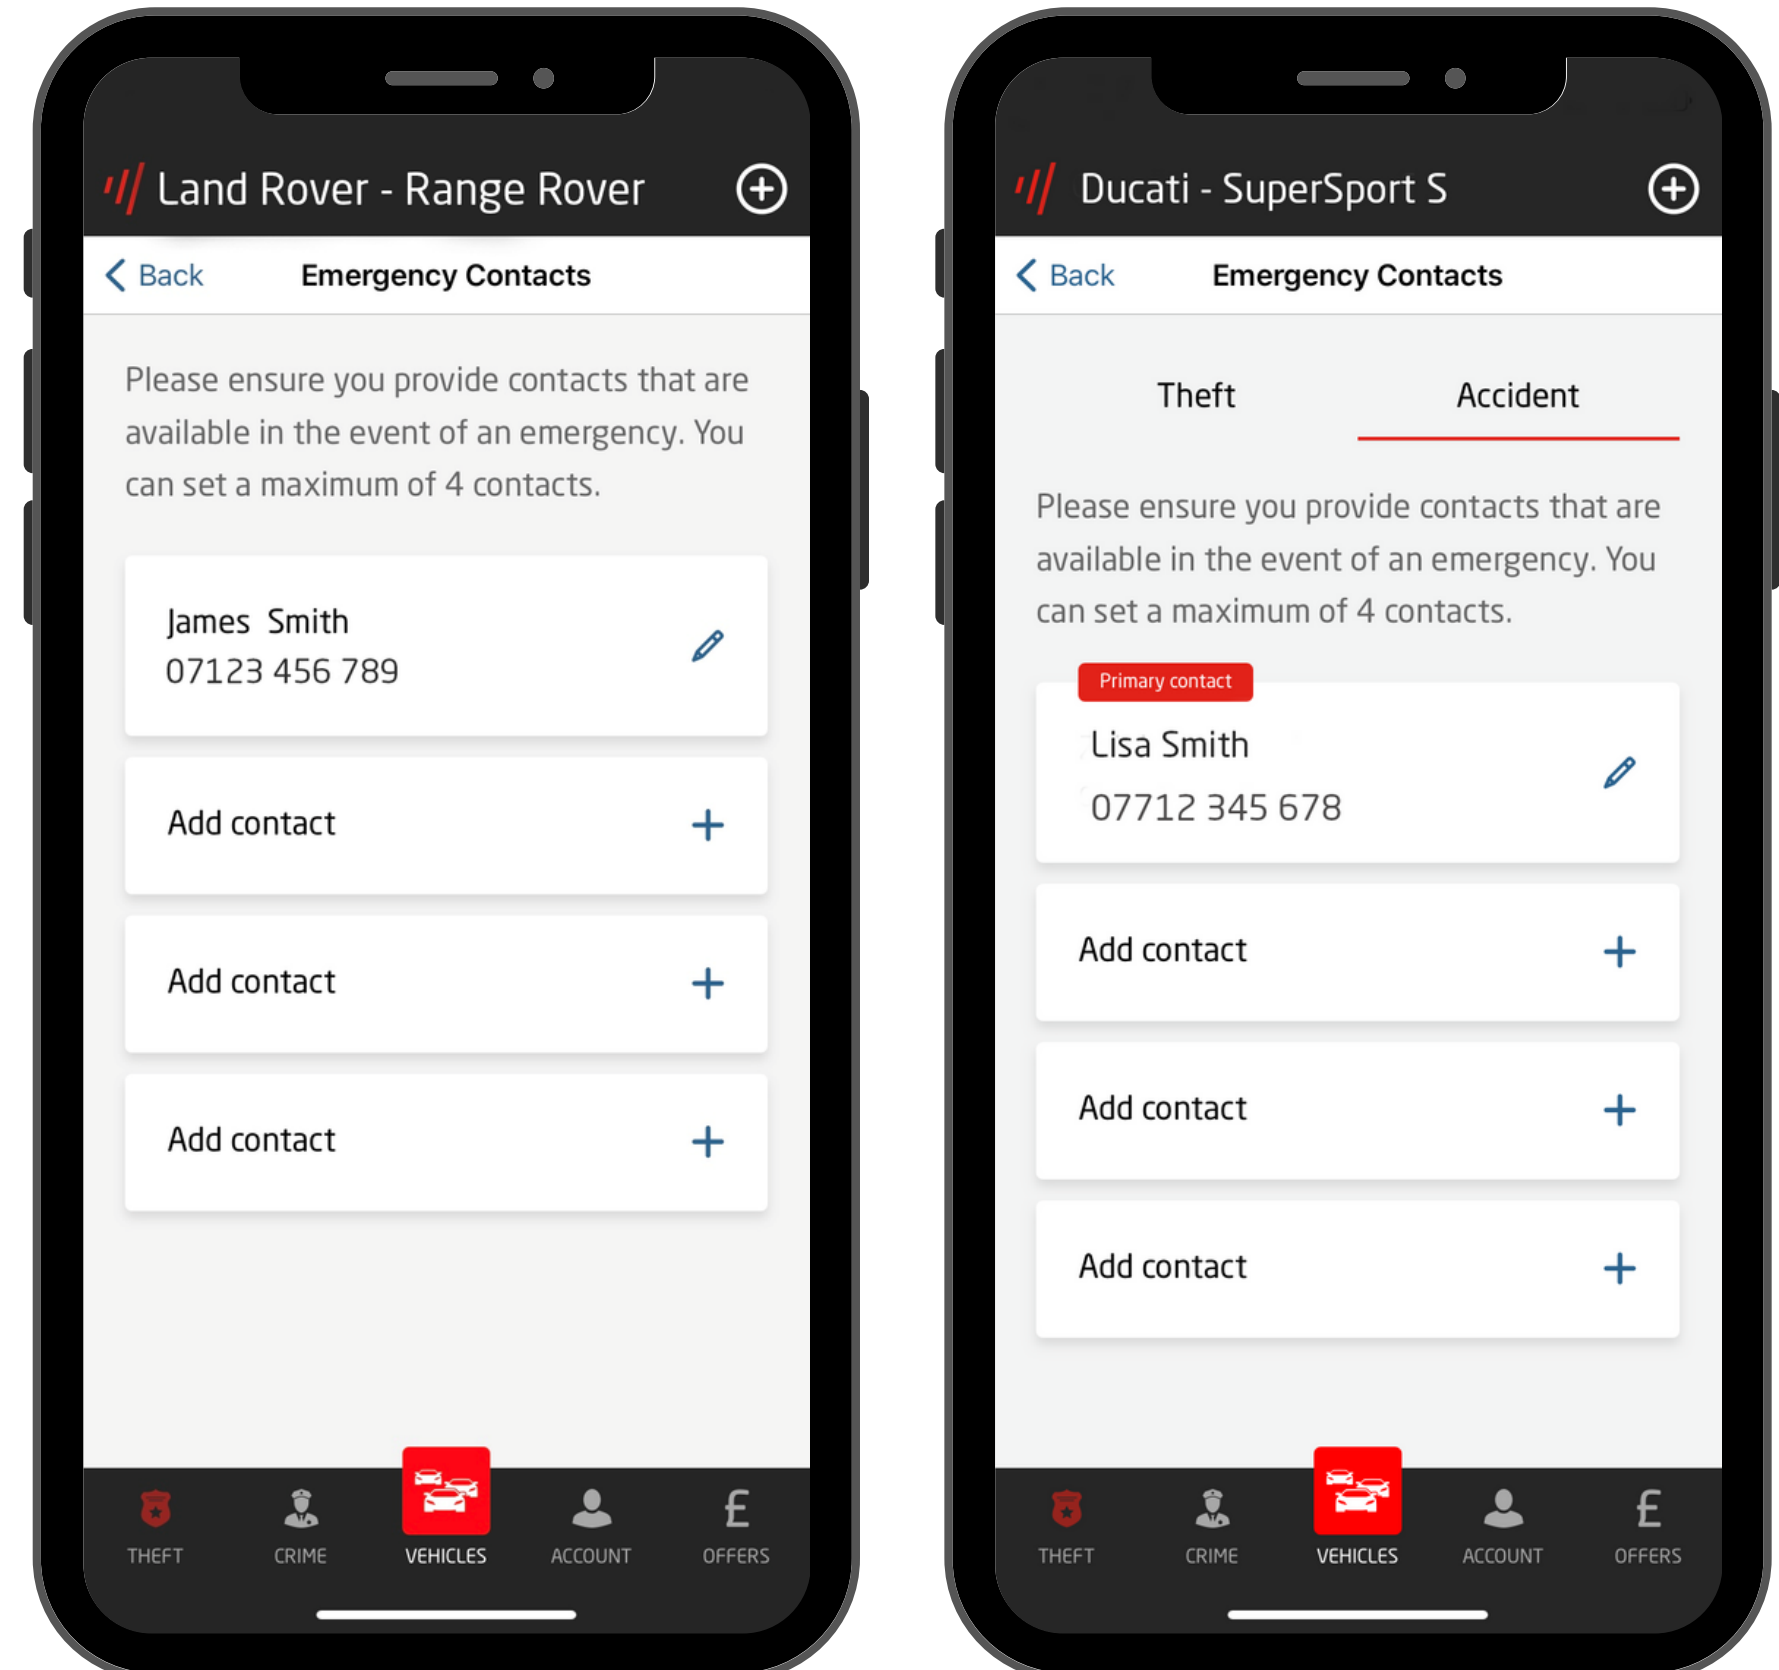 Land Rover - Range Rover
Back
Emergency Contacts
Please ensure you provide contacts that are
available in the event of an emergency. You
can set a maximum of 4 contacts.
James  Smith
07123 456 789
Add contact
Add contact
Add contact
THEFT
CRIME
VEHICLES
ACCOUNT
£
OFFERS
Ducati - SuperSport S
Back
Emergency Contacts
Theft
Accident
Please ensure you provide contacts that are
available in the event of an emergency. You
can set a maximum of 4 contacts.
Primary contact
Lisa Smith
07712 345 678
Add contact
Add contact
Add contact
THEFT
CRIME
VEHICLES
ACCOUNT
£
OFFERS